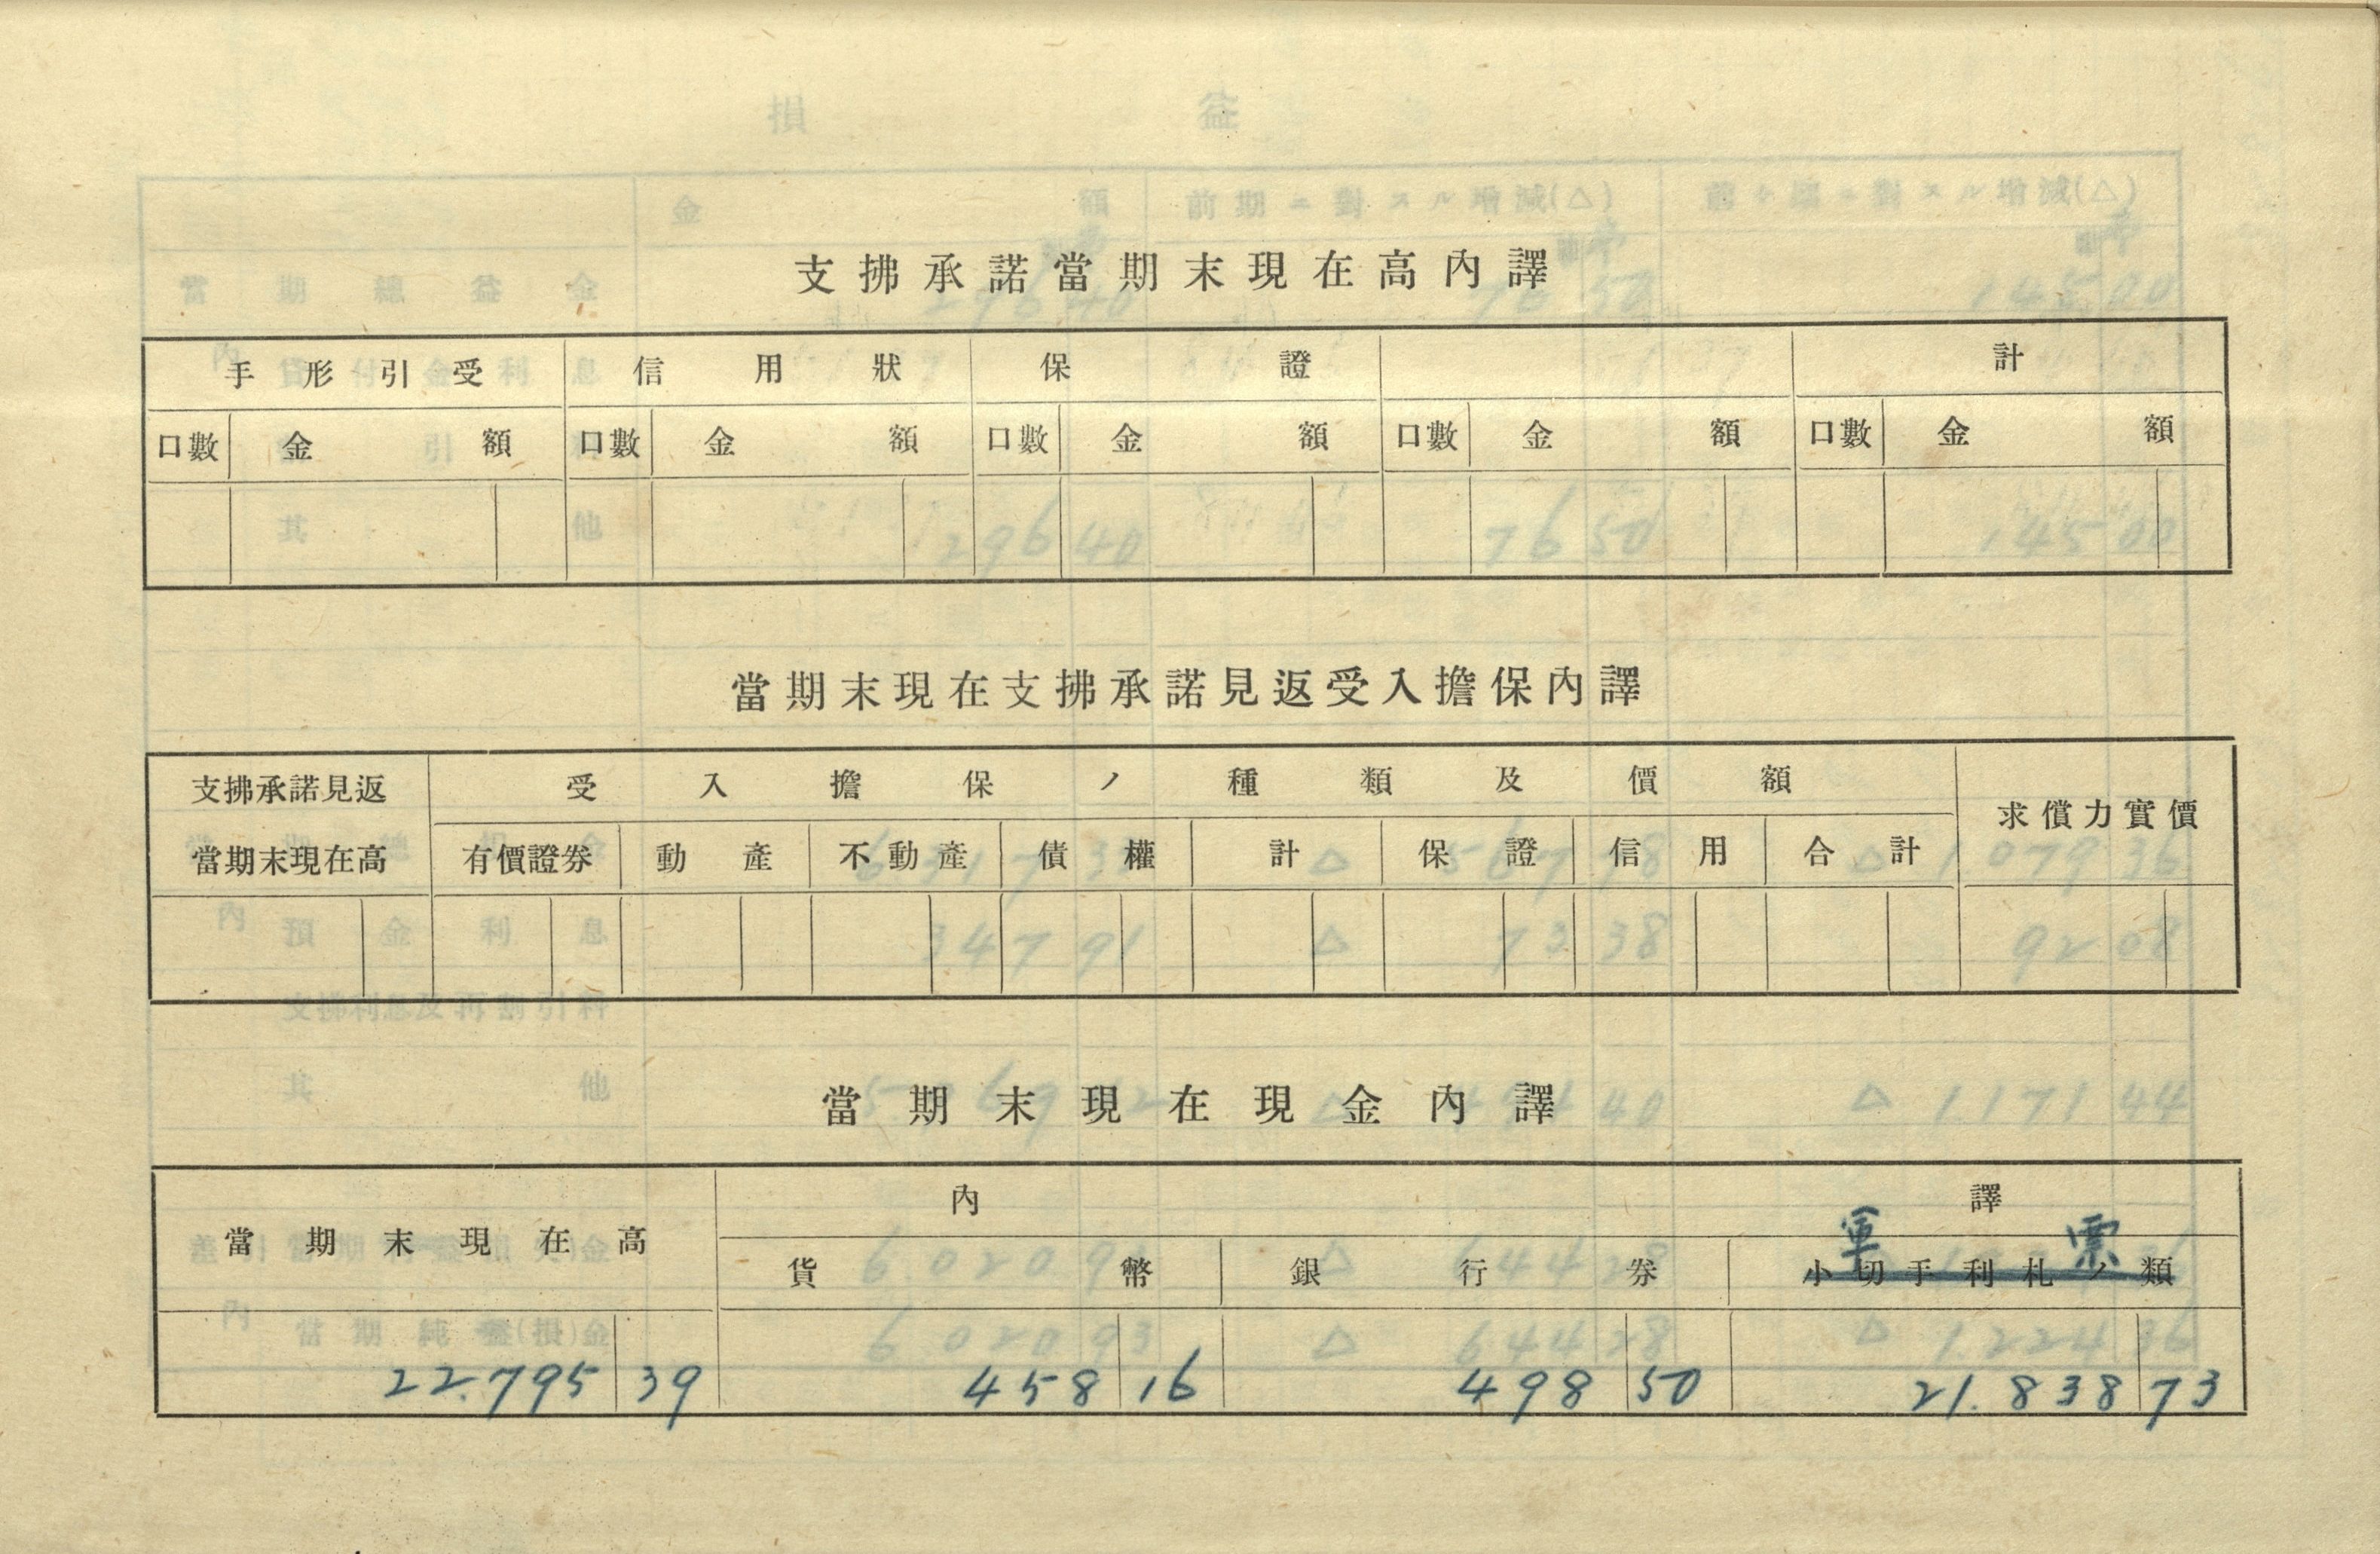 支拂承諾當期末現在高內譯
手形引受 信用狀 保證 計
口數 金額 口數 金額 口數 金額 口數 金額 口數 金額
當期末現在支拂承諾見返受入擔保內譯
支拂承諾見返 受入擔保ノ種類及價額 求償力實價
當期末現在高 有價證券 動產 不動產 債權 計 保證 信用 合計
當期末現在現金內譯
當期末現在高 內譯
軍票
貨幣 銀行券 小切手利札ノ類
22.795 39 458 16 498 50 21.838 73